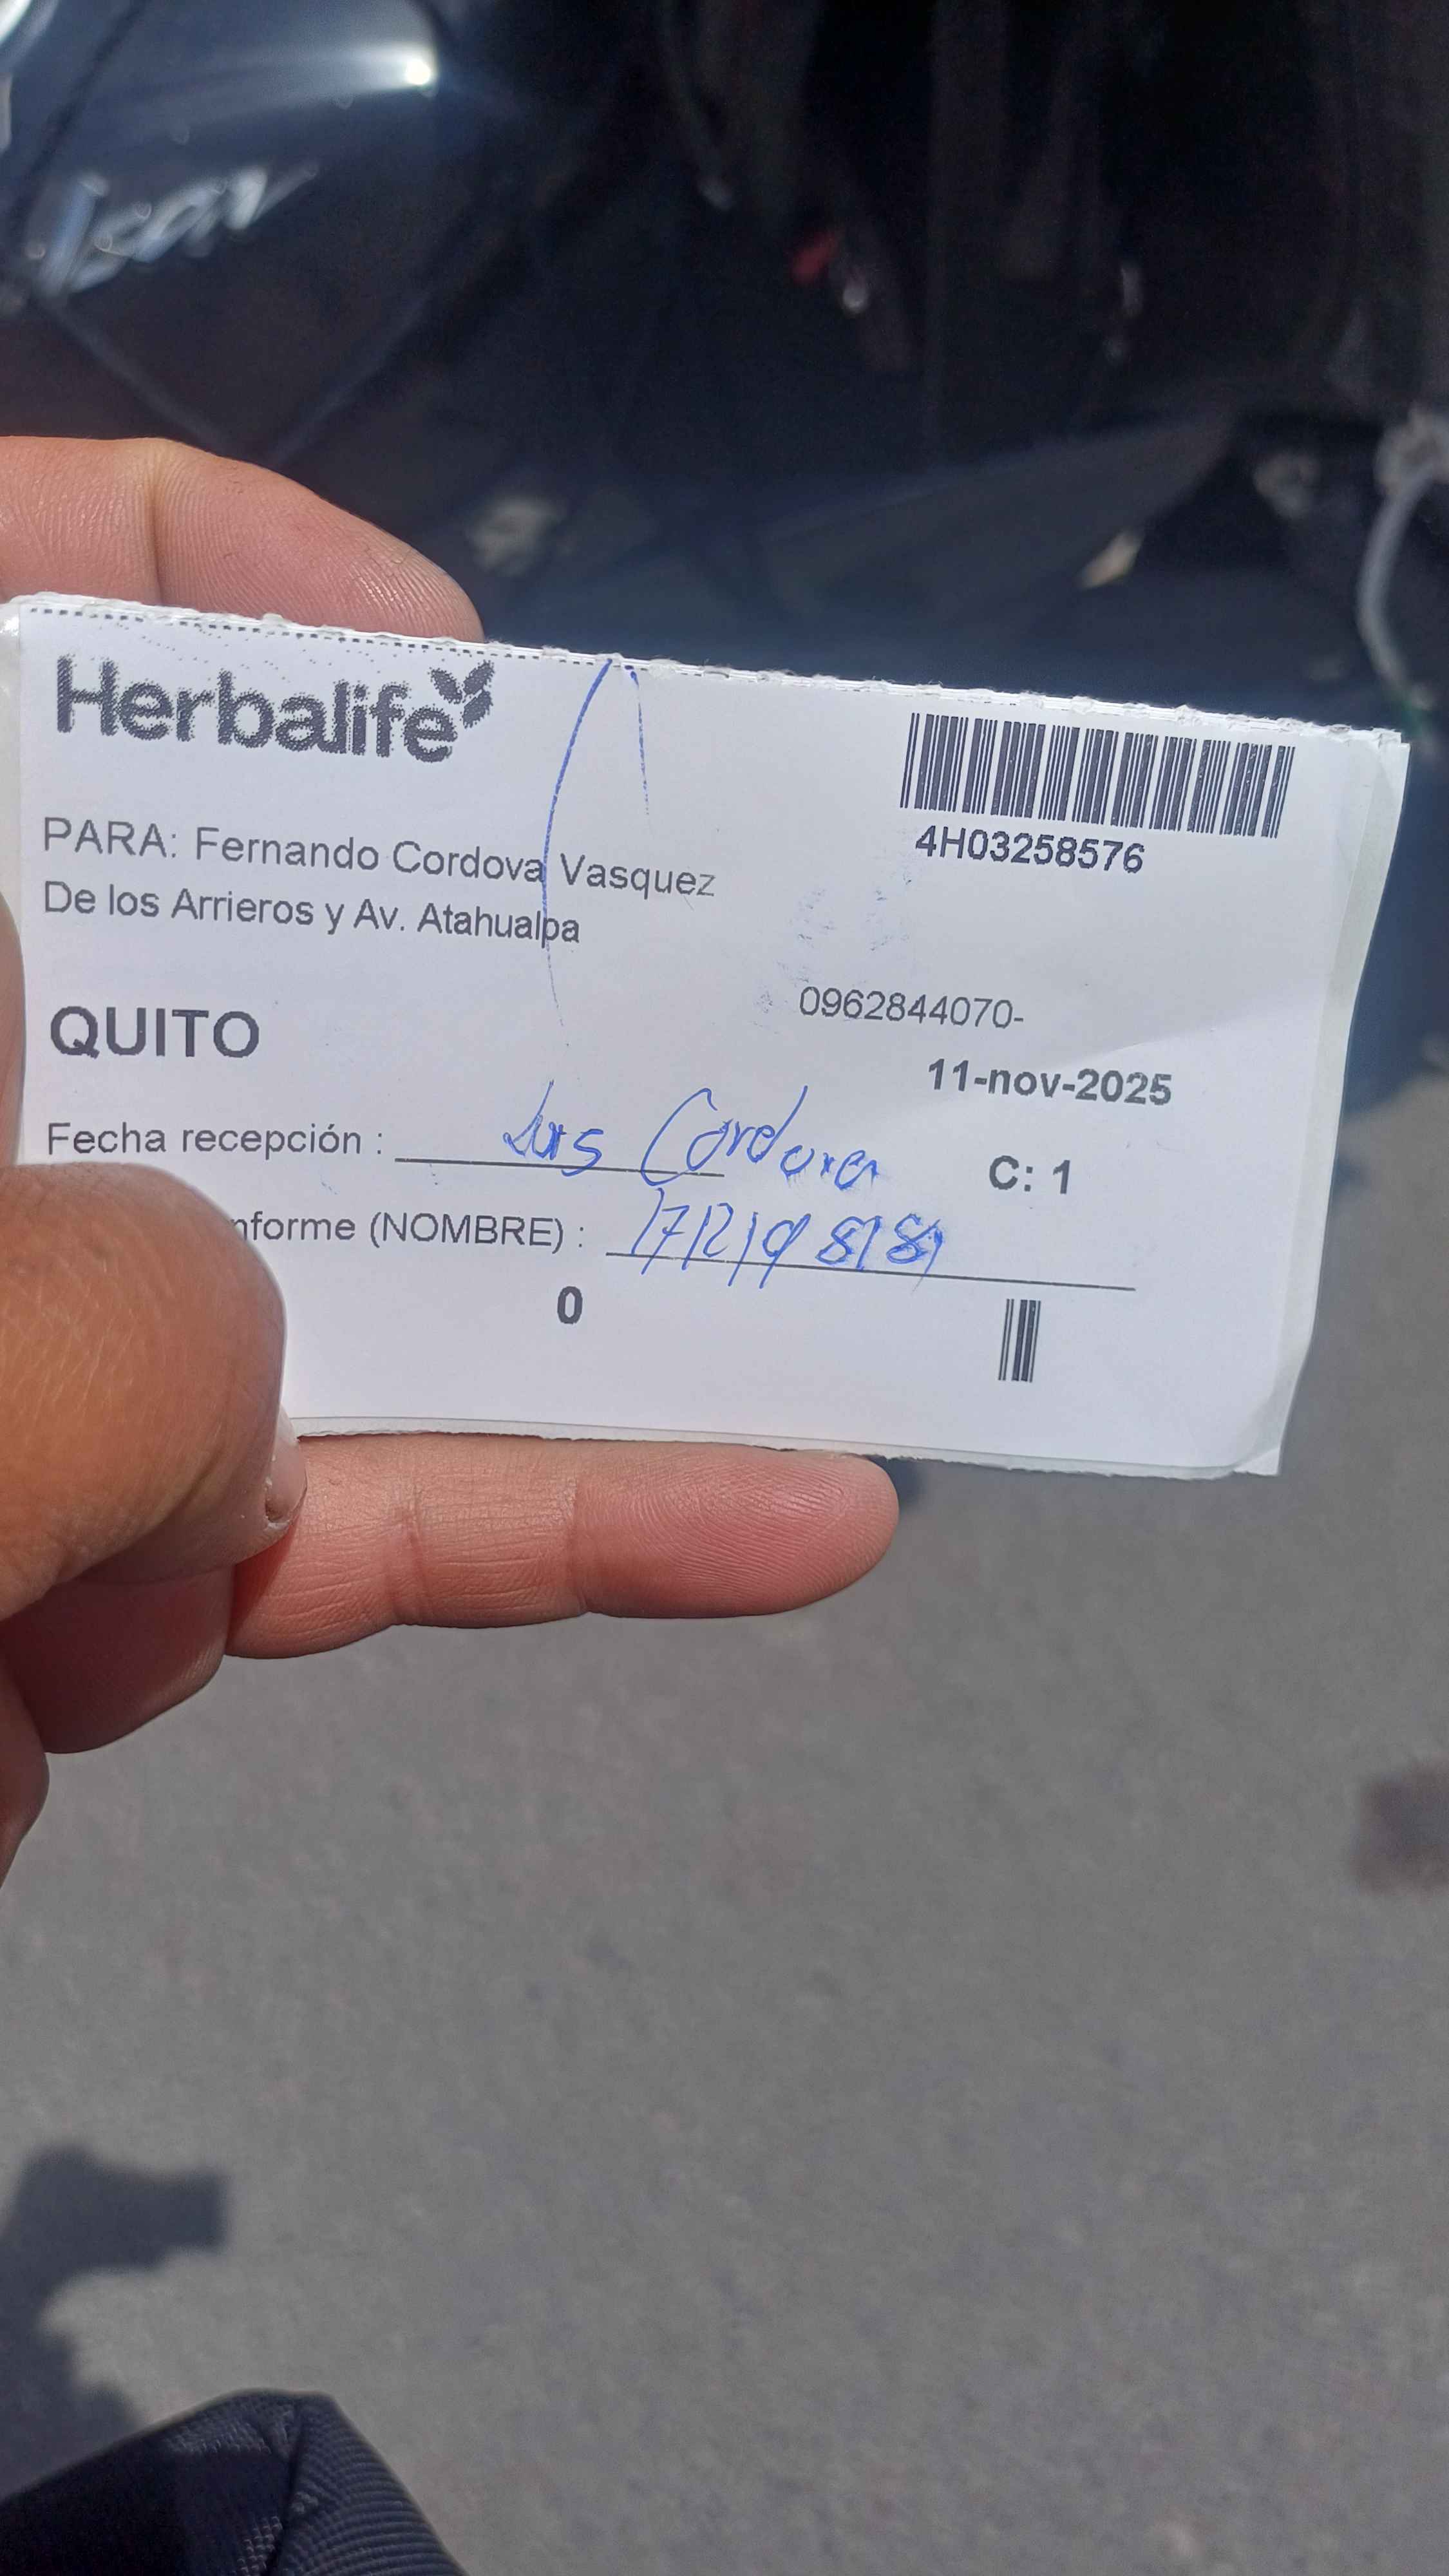 Herbalife
4H03258576
PARA: Fernando Cordova Vasquez
De los Arrieros y Av. Atahualpa
0962844070-
QUITO
11-nov-2025
Fecha recepción : Luis Cordova
C: 1
nforme (NOMBRE) :
0